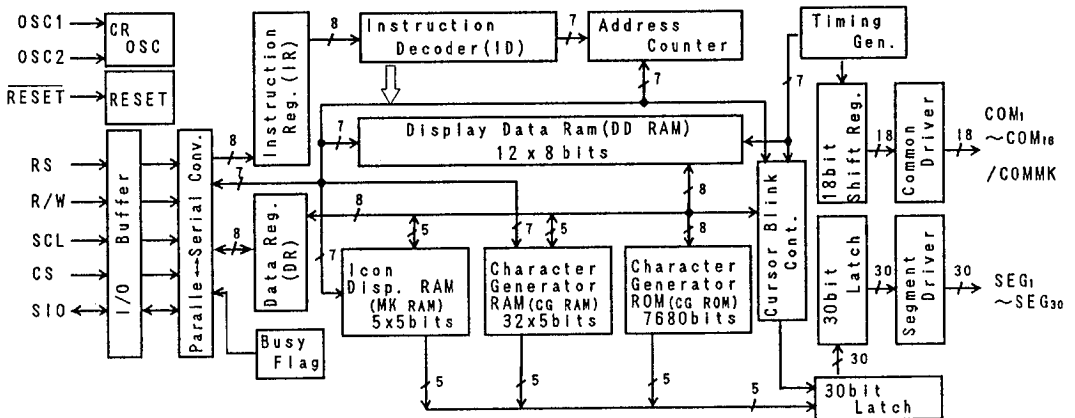 OSC1
OSC2
CR
OSC
RESET
RESET
RS
R/W
SCL
CS
SIO
I/O Buffer
Paralle↔Serial Conv.
8
7
8
Instruction
Reg.(IR)
8
Instruction
Decoder(ID)
7
Address
Counter
7
Timing
Gen.
7
7
Display Data Ram(DD RAM)
12 x 8bits
8
Data Reg.
(DR)
8
7
5
7
5
8
Icon
Disp. RAM
(MK RAM)
5x5bits
Character
Generator
RAM(CG RAM)
32x5bits
Character
Generator
ROM(CG ROM)
7680bits
Busy
Flag
Cursor Blink
Cont.
18bit
Shift Reg.
18
Common
Driver
18
COM1
~COM18
/COMMK
30bit
Latch
30
Segment
Driver
30
SEG1
~SEG30
30
5
5
5
5
30bit
Latch